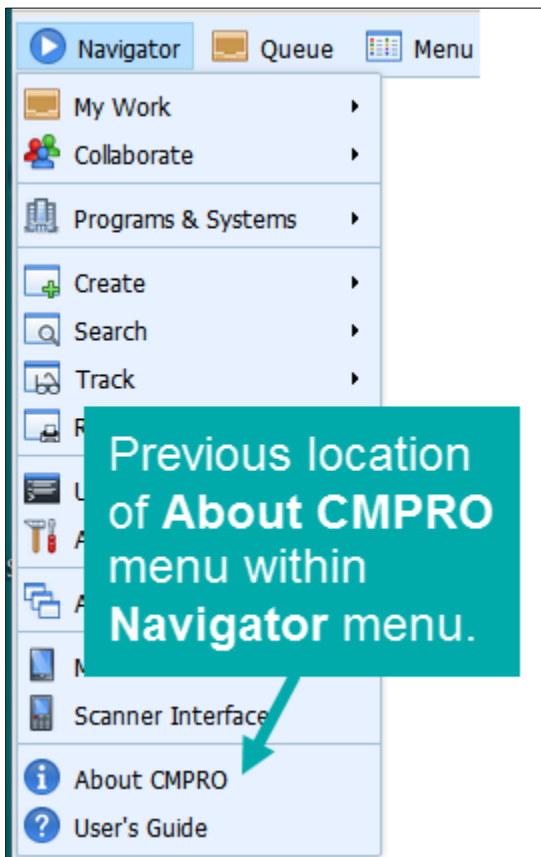 Navigator Queue Menu
My Work
Collaborate
Programs & Systems
Create
Search
Track
Previous location
of About CMPRO
menu within
Navigator menu.
Scanner Interface
About CMPRO
User's Guide